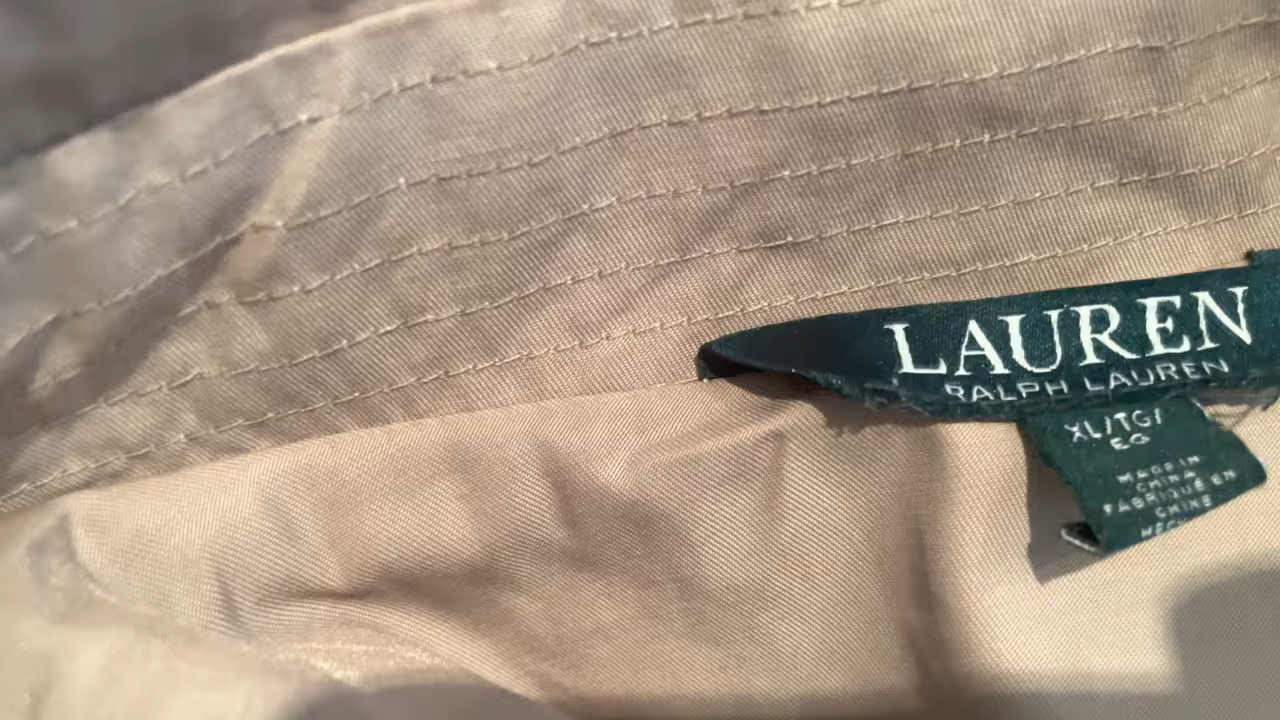 LAUREN
RALPH LAUREN
XL/TG/
EG
MADE IN
CHINA
FABRIQUÉ EN
CHINE